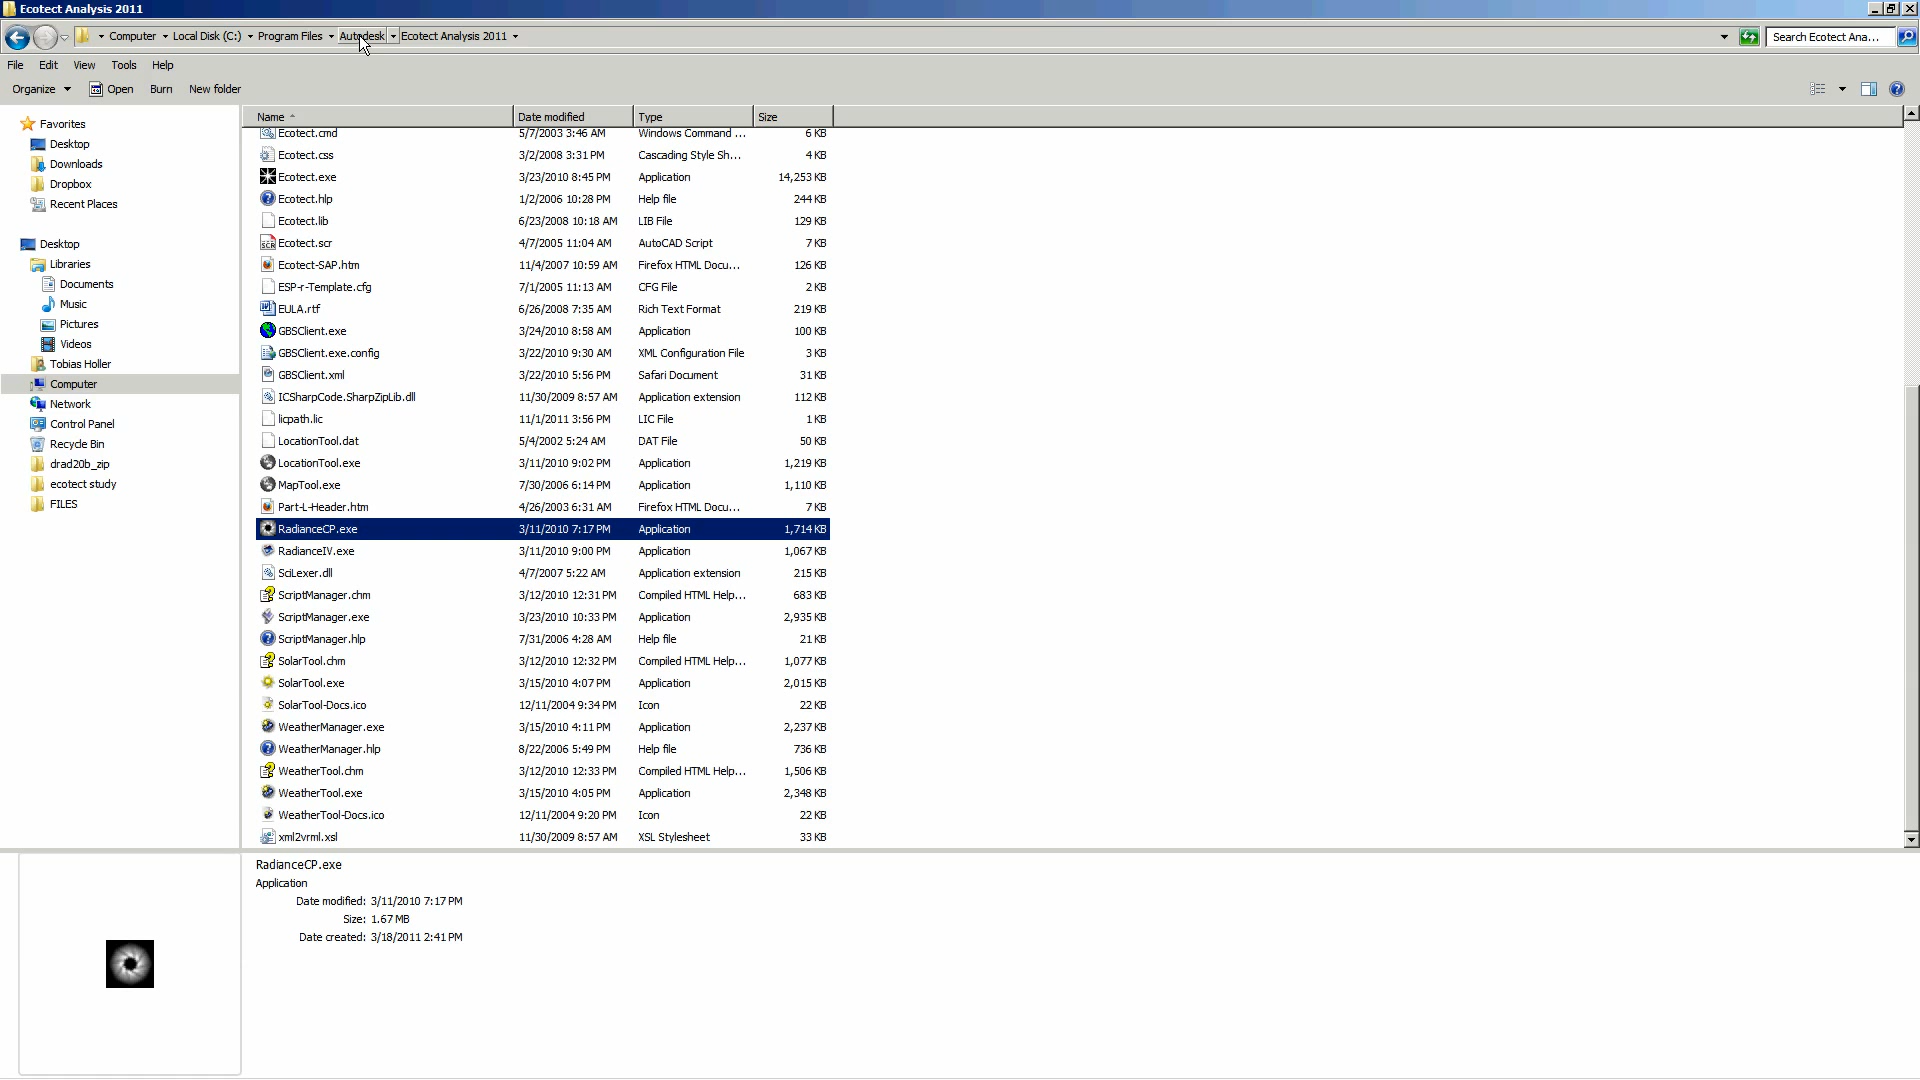 Ecotect Analysis 2011
Computer Local Disk (C:) Program Files Autodesk Ecotect Analysis 2011 Search Ecotect Ana...
File Edit View Tools Help
Organize Open Burn New folder
Favorites
Desktop
Downloads
Dropbox
Recent Places
Desktop
Libraries
Documents
Music
Pictures
Videos
Tobias Holler
Computer
Network
Control Panel
Recycle Bin
drad20b_zip
ecotect study
FILES
Name Date modified Type Size
Ecotect.cmd 5/7/2003 3:46 AM Windows Command ... 6 KB
Ecotect.css 3/2/2008 3:31 PM Cascading Style Sh... 4 KB
Ecotect.exe 3/23/2010 8:45 PM Application 14,253 KB
Ecotect.hlp 1/2/2006 10:28 PM Help file 244 KB
Ecotect.lib 6/23/2008 10:18 AM LIB File 129 KB
Ecotect.scr 4/7/2005 11:04 AM AutoCAD Script 7 KB
Ecotect-SAP.htm 11/4/2007 10:59 AM Firefox HTML Docu... 126 KB
ESP-r-Template.cfg 7/1/2005 11:13 AM CFG File 2 KB
EULA.rtf 6/26/2008 7:35 AM Rich Text Format 219 KB
GBSClient.exe 3/24/2010 8:58 AM Application 100 KB
GBSClient.exe.config 3/22/2010 9:30 AM XML Configuration File 3 KB
GBSClient.xml 3/22/2010 5:56 PM Safari Document 31 KB
ICSharpCode.SharpZipLib.dll 11/30/2009 8:57 AM Application extension 112 KB
licpath.lic 11/1/2011 3:56 PM LIC File 1 KB
LocationTool.dat 5/4/2002 5:24 AM DAT File 50 KB
LocationTool.exe 3/11/2010 9:02 PM Application 1,219 KB
MapTool.exe 7/30/2006 6:14 PM Application 1,110 KB
Part-L-Header.htm 4/26/2003 6:31 AM Firefox HTML Docu... 7 KB
RadianceCP.exe 3/11/2010 7:17 PM Application 1,714 KB
RadianceIV.exe 3/11/2010 9:00 PM Application 1,067 KB
SciLexer.dll 4/7/2007 5:22 AM Application extension 215 KB
ScriptManager.chm 3/12/2010 12:31 PM Compiled HTML Help... 683 KB
ScriptManager.exe 3/23/2010 10:33 PM Application 2,935 KB
ScriptManager.hlp 7/31/2006 4:28 AM Help file 21 KB
SolarTool.chm 3/12/2010 12:32 PM Compiled HTML Help... 1,077 KB
SolarTool.exe 3/15/2010 4:07 PM Application 2,015 KB
SolarTool-Docs.ico 12/11/2004 9:34 PM Icon 22 KB
WeatherManager.exe 3/15/2010 4:11 PM Application 2,237 KB
WeatherManager.hlp 8/22/2006 5:49 PM Help file 736 KB
WeatherTool.chm 3/12/2010 12:33 PM Compiled HTML Help... 1,506 KB
WeatherTool.exe 3/15/2010 4:05 PM Application 2,348 KB
WeatherTool-Docs.ico 12/11/2004 9:20 PM Icon 22 KB
xml2vrml.xsl 11/30/2009 8:57 AM XSL Stylesheet 33 KB
RadianceCP.exe
Application
Date modified: 3/11/2010 7:17 PM
Size: 1.67 MB
Date created: 3/18/2011 2:41 PM